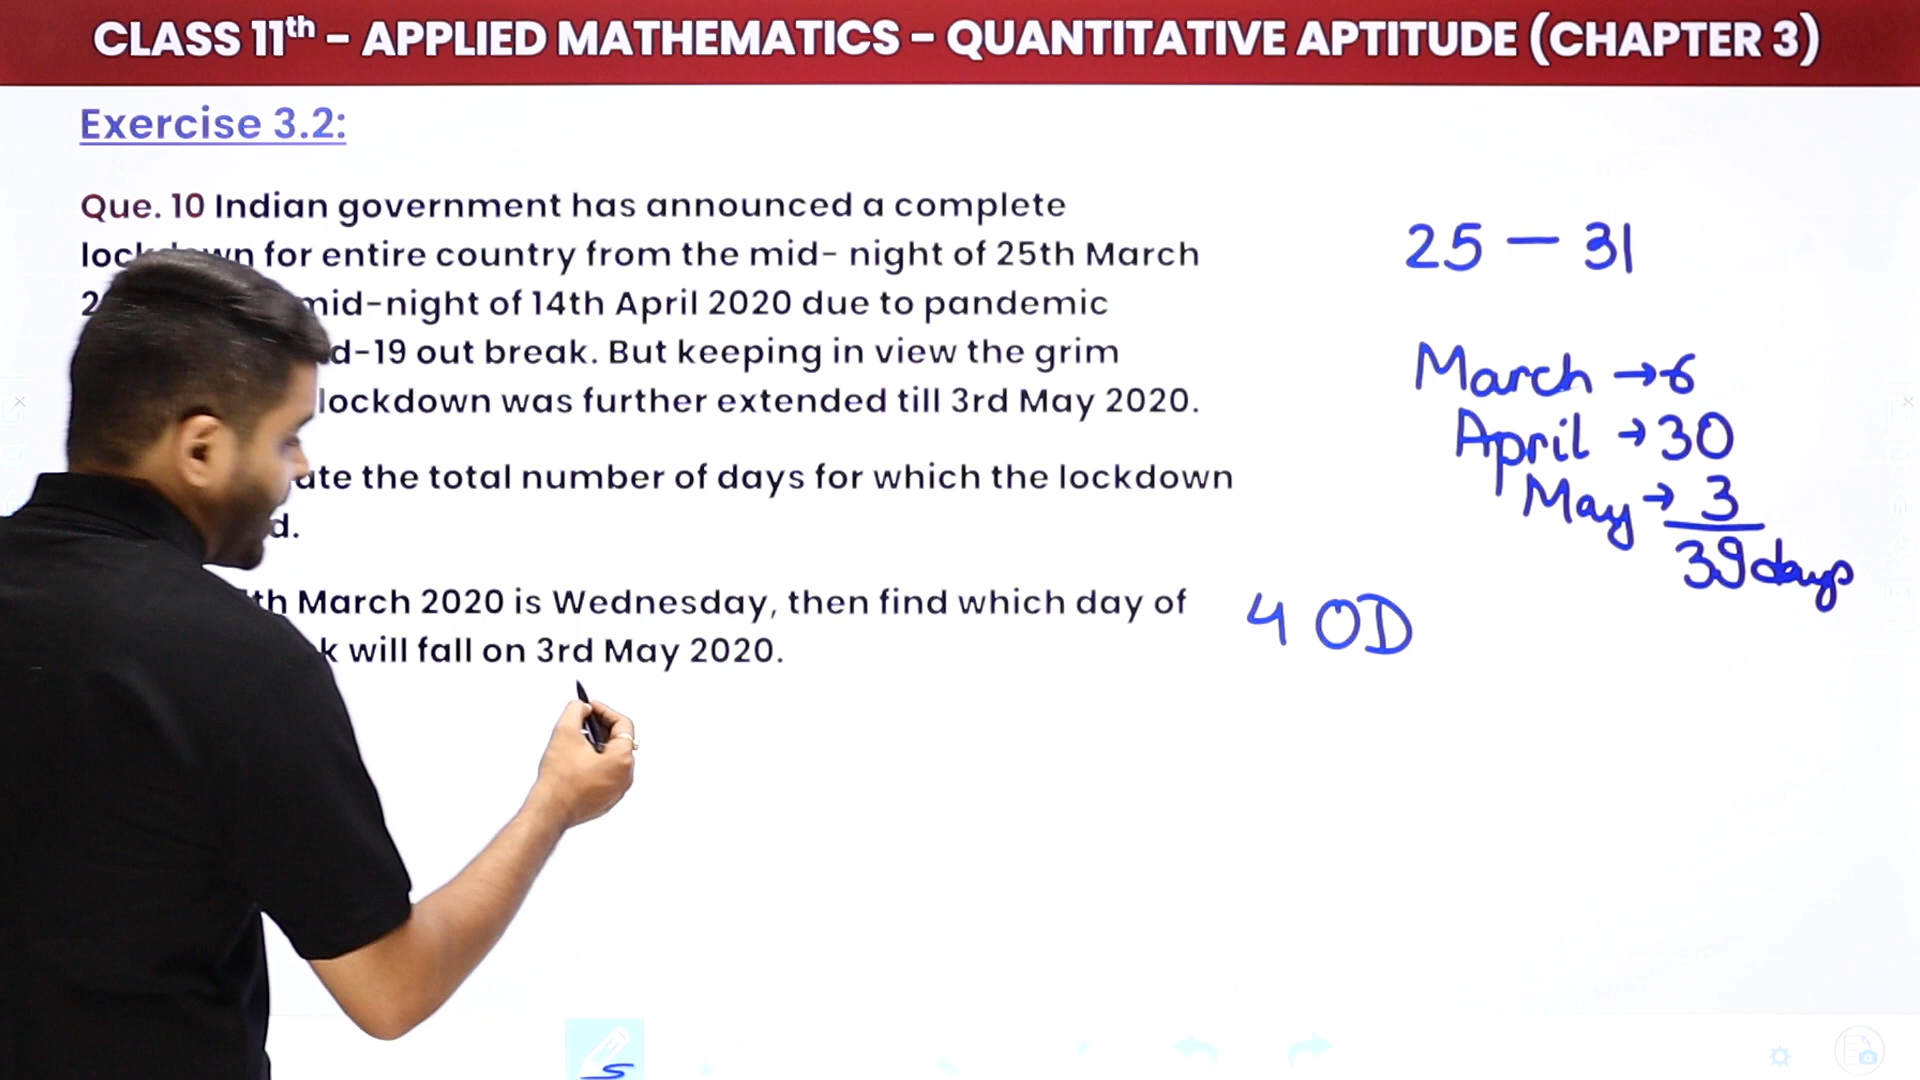 CLASS 11th - APPLIED MATHEMATICS - QUANTITATIVE APTITUDE (CHAPTER 3)
Exercise 3.2:
Que. 10 Indian government has announced a complete
for entire country from the mid- night of 25th March
mid-night of 14th April 2020 due to pandemic
d-19 out break. But keeping in view the grim
lockdown was further extended till 3rd May 2020.
ate the total number of days for which the lockdown
d.
th March 2020 is Wednesday, then find which day of
k will fall on 3rd May 2020.
25 — 31
March → 6
April → 30
May → 3
39 days
4 OD